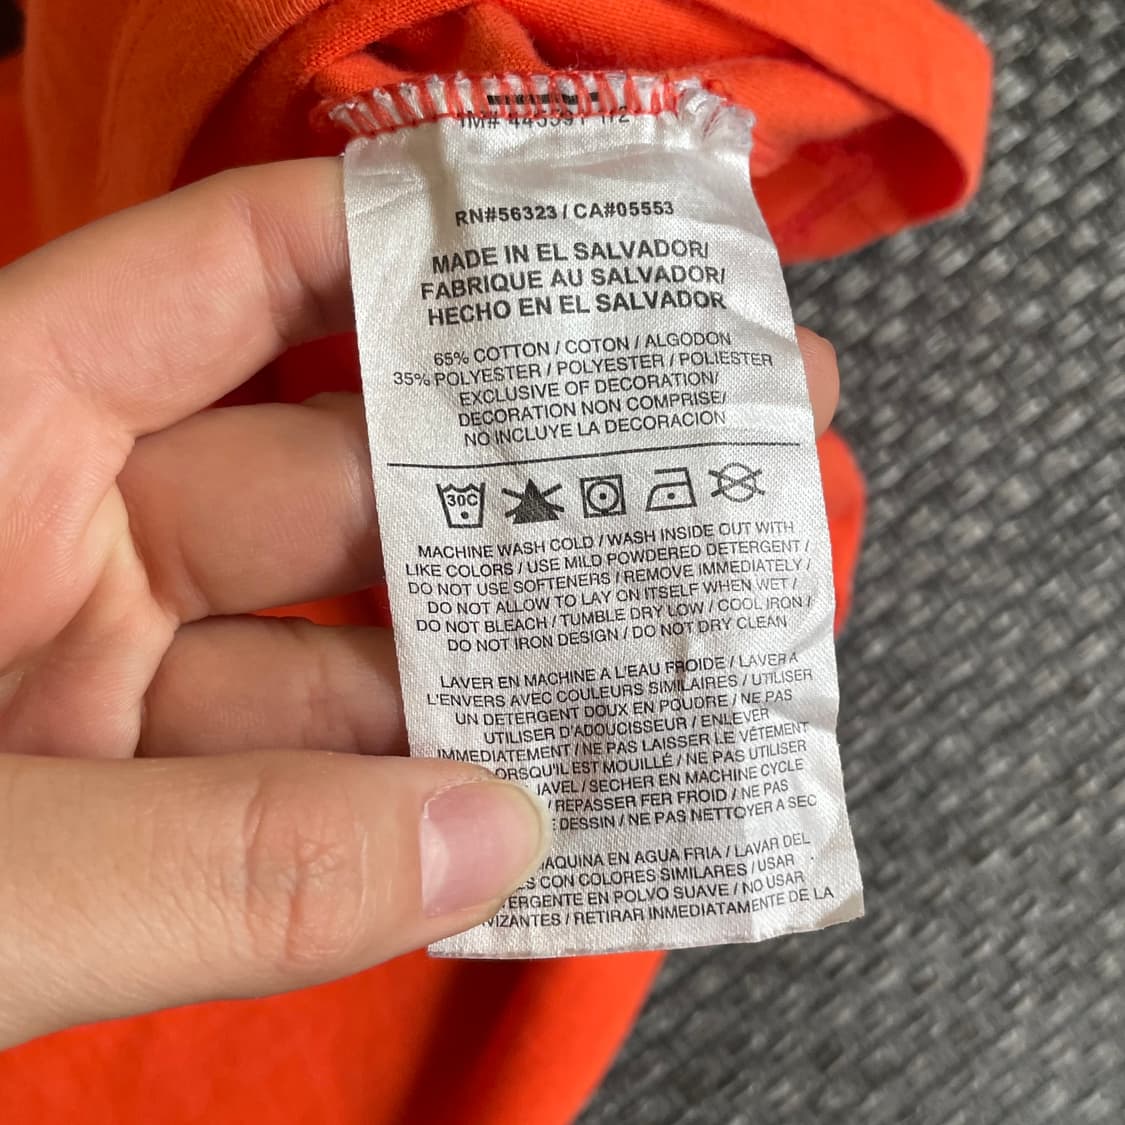 RN#56323 / CA#05553
MADE IN EL SALVADOR/
FABRIQUE AU SALVADOR/
HECHO EN EL SALVADOR
65% COTTON / COTON / ALGODON
35% POLYESTER / POLYESTER / POLIESTER
EXCLUSIVE OF DECORATION/
DECORATION NON COMPRISE/
NO INCLUYE LA DECORACION
30C
MACHINE WASH COLD / WASH INSIDE OUT WITH
LIKE COLORS / USE MILD POWDERED DETERGENT /
DO NOT USE SOFTENERS / REMOVE IMMEDIATELY /
DO NOT ALLOW TO LAY ON ITSELF WHEN WET /
DO NOT BLEACH / TUMBLE DRY LOW / COOL IRON /
DO NOT IRON DESIGN / DO NOT DRY CLEAN
LAVER EN MACHINE A L'EAU FROIDE / LAVER A
L'ENVERS AVEC COULEURS SIMILAIRES / UTILISER
UN DETERGENT DOUX EN POUDRE / NE PAS
UTILISER D'ADOUCISSEUR / ENLEVER
IMMEDIATEMENT / NE PAS LAISSER LE VÊTEMENT
ORSQU'IL EST MOUILLÉ / NE PAS UTILISER
JAVEL / SECHER EN MACHINE CYCLE
/ REPASSER FER FROID / NE PAS
DESSIN / NE PAS NETTOYER A SEC
AQUINA EN AGUA FRIA / LAVAR DEL
S CON COLORES SIMILARES / USAR
ERGENTE EN POLVO SUAVE / NO USAR
VIZANTES / RETIRAR INMEDIATAMENTE DE LA